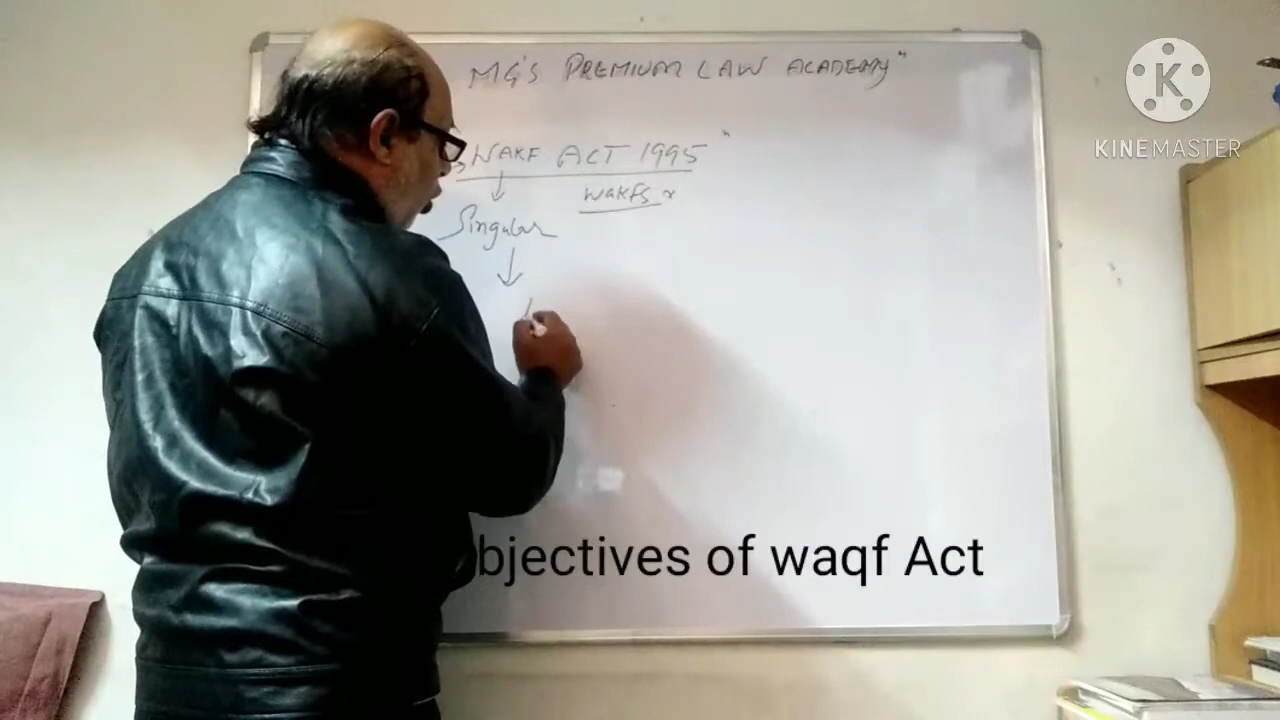 MG'S PREMIUM LAW ACADEMY"
WAKF ACT 1995"
WAKFS x
Singular
bjectives of waqf Act
K
KINEMASTER